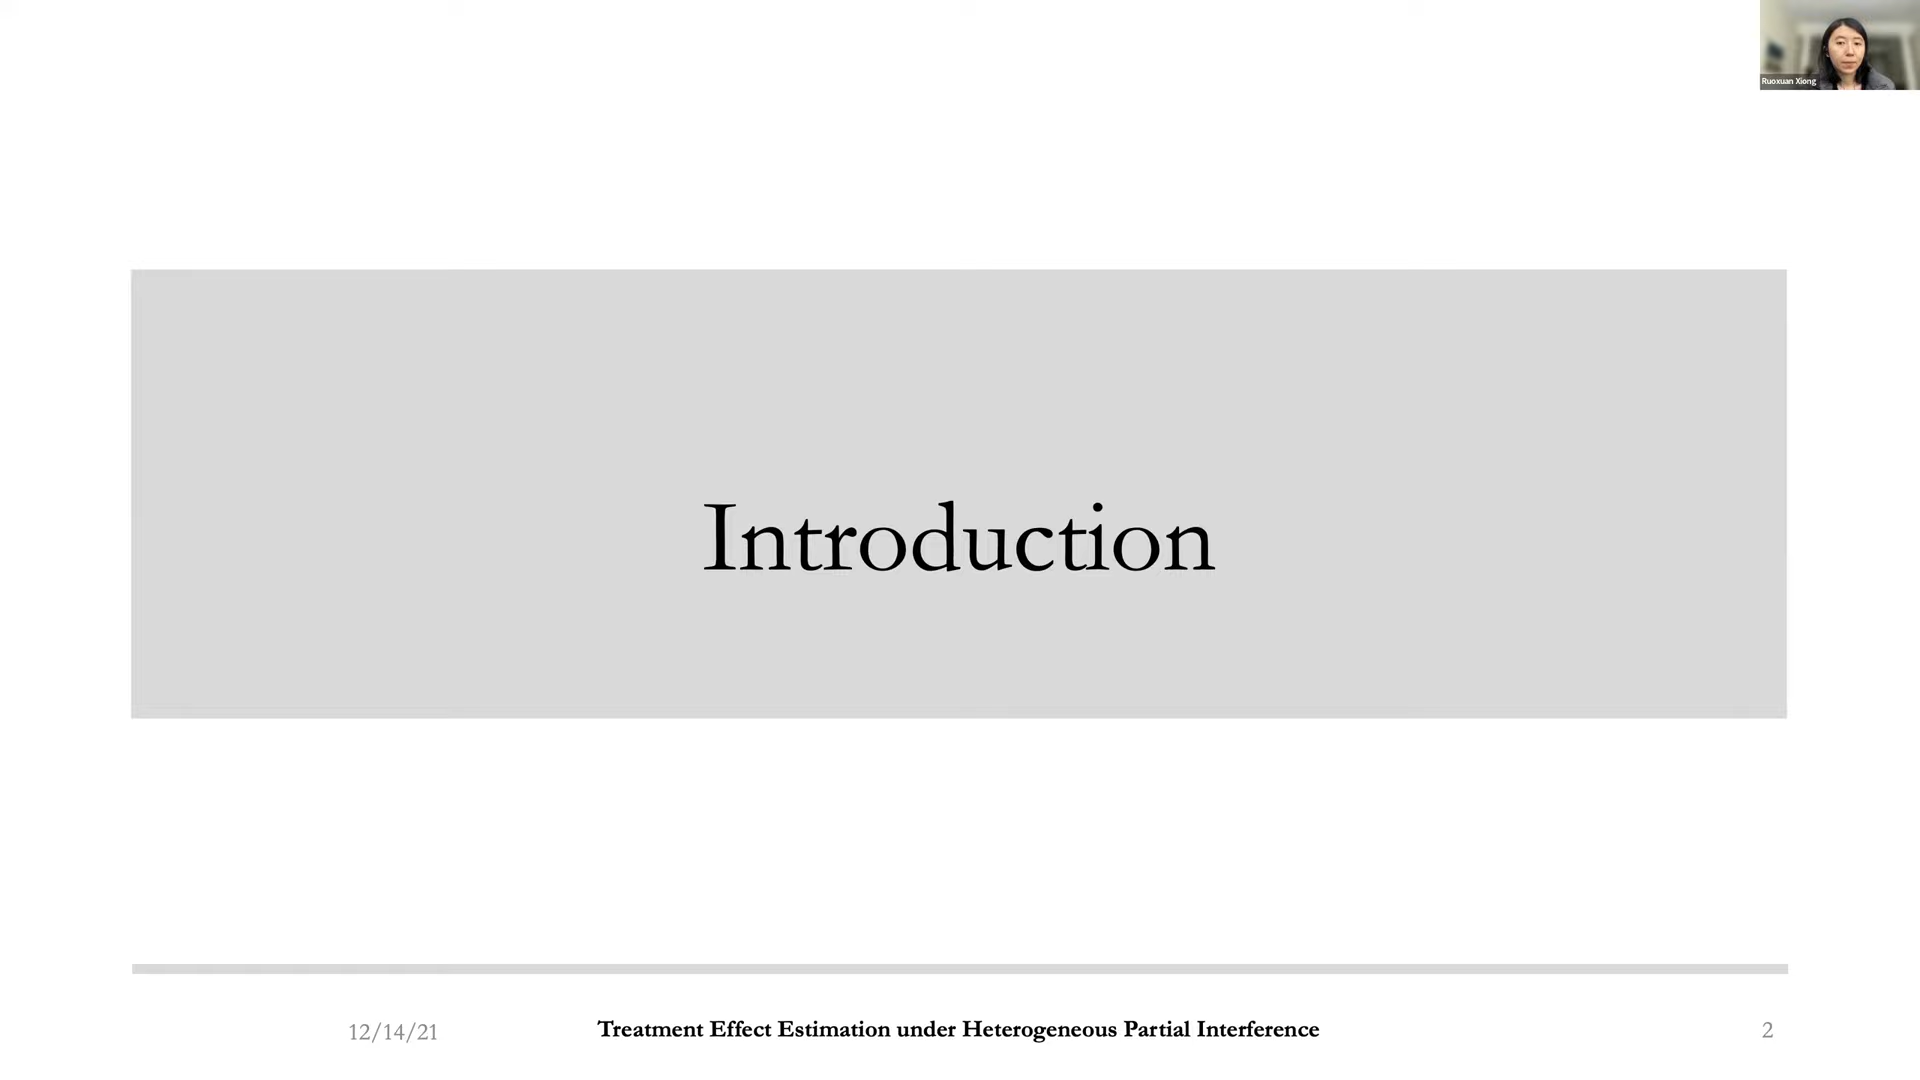 Ruoxuan Xiong
Introduction
12/14/21
Treatment Effect Estimation under Heterogeneous Partial Interference
2